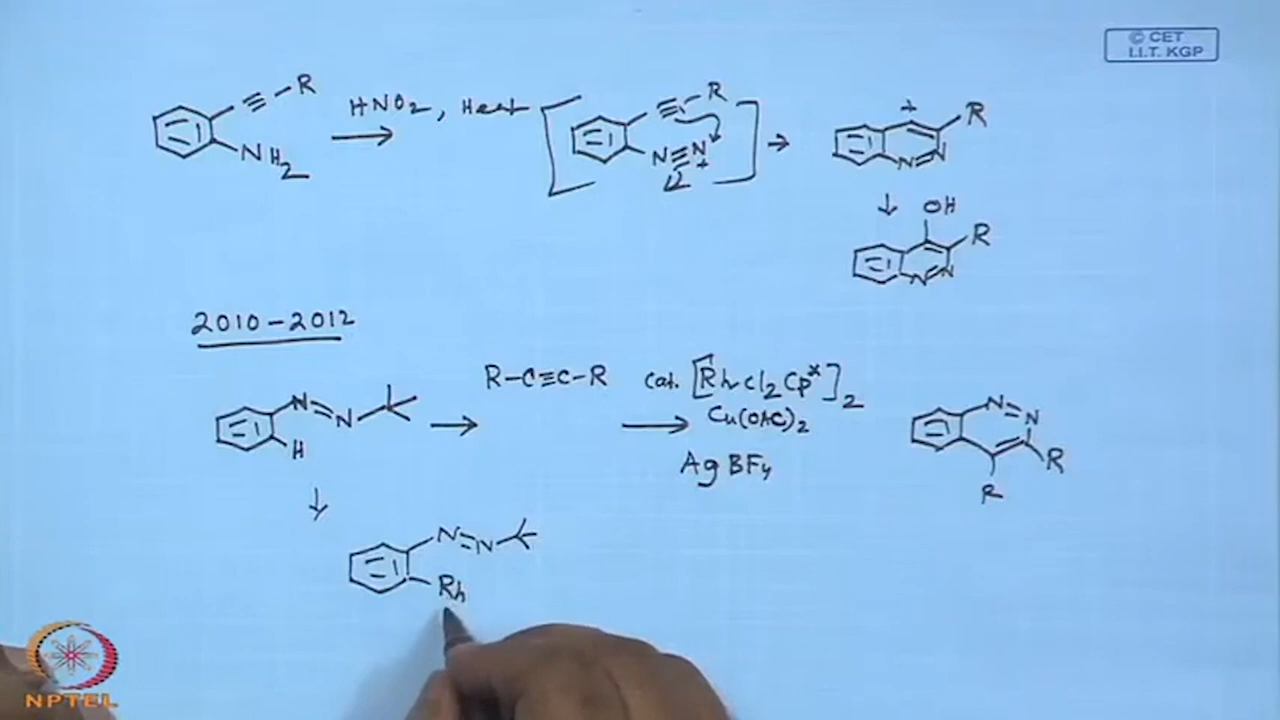 © CET
I.I.T. KGP
≡-R
NH2
HNO2, Heat
≡-R
N≡N
+
+
R
N=N
OH
R
N=N
2010-2012
N=N
H
R-C≡C-R
Cat. [RhCl2Cp*]2
Cu(OAC)2
AgBF4
N=N
R
R
N=N
Rh
NPTEL